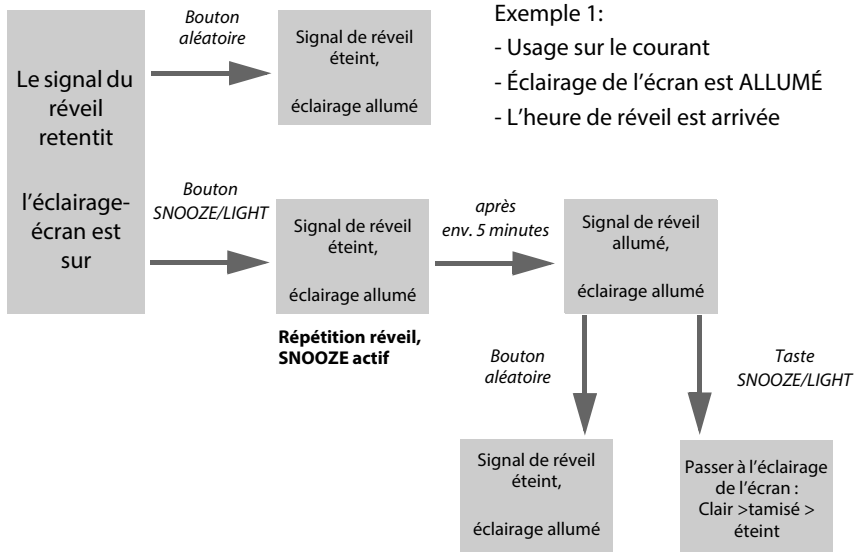 Exemple 1:
- Usage sur le courant
- Éclairage de l'écran est ALLUMÉ
- L'heure de réveil est arrivée
Le signal du
réveil
retentit
l'éclairage-
écran est
sur
Bouton
aléatoire
Signal de réveil
éteint,
éclairage allumé
Bouton
SNOOZE/LIGHT
Signal de réveil
éteint,
éclairage allumé
Répétition réveil,
SNOOZE actif
après
env. 5 minutes
Signal de réveil
allumé,
éclairage allumé
Bouton
aléatoire
Signal de réveil
éteint,
éclairage allumé
Taste
SNOOZE/LIGHT
Passer à l'éclairage
de l'écran :
Clair >tamisé >
éteint